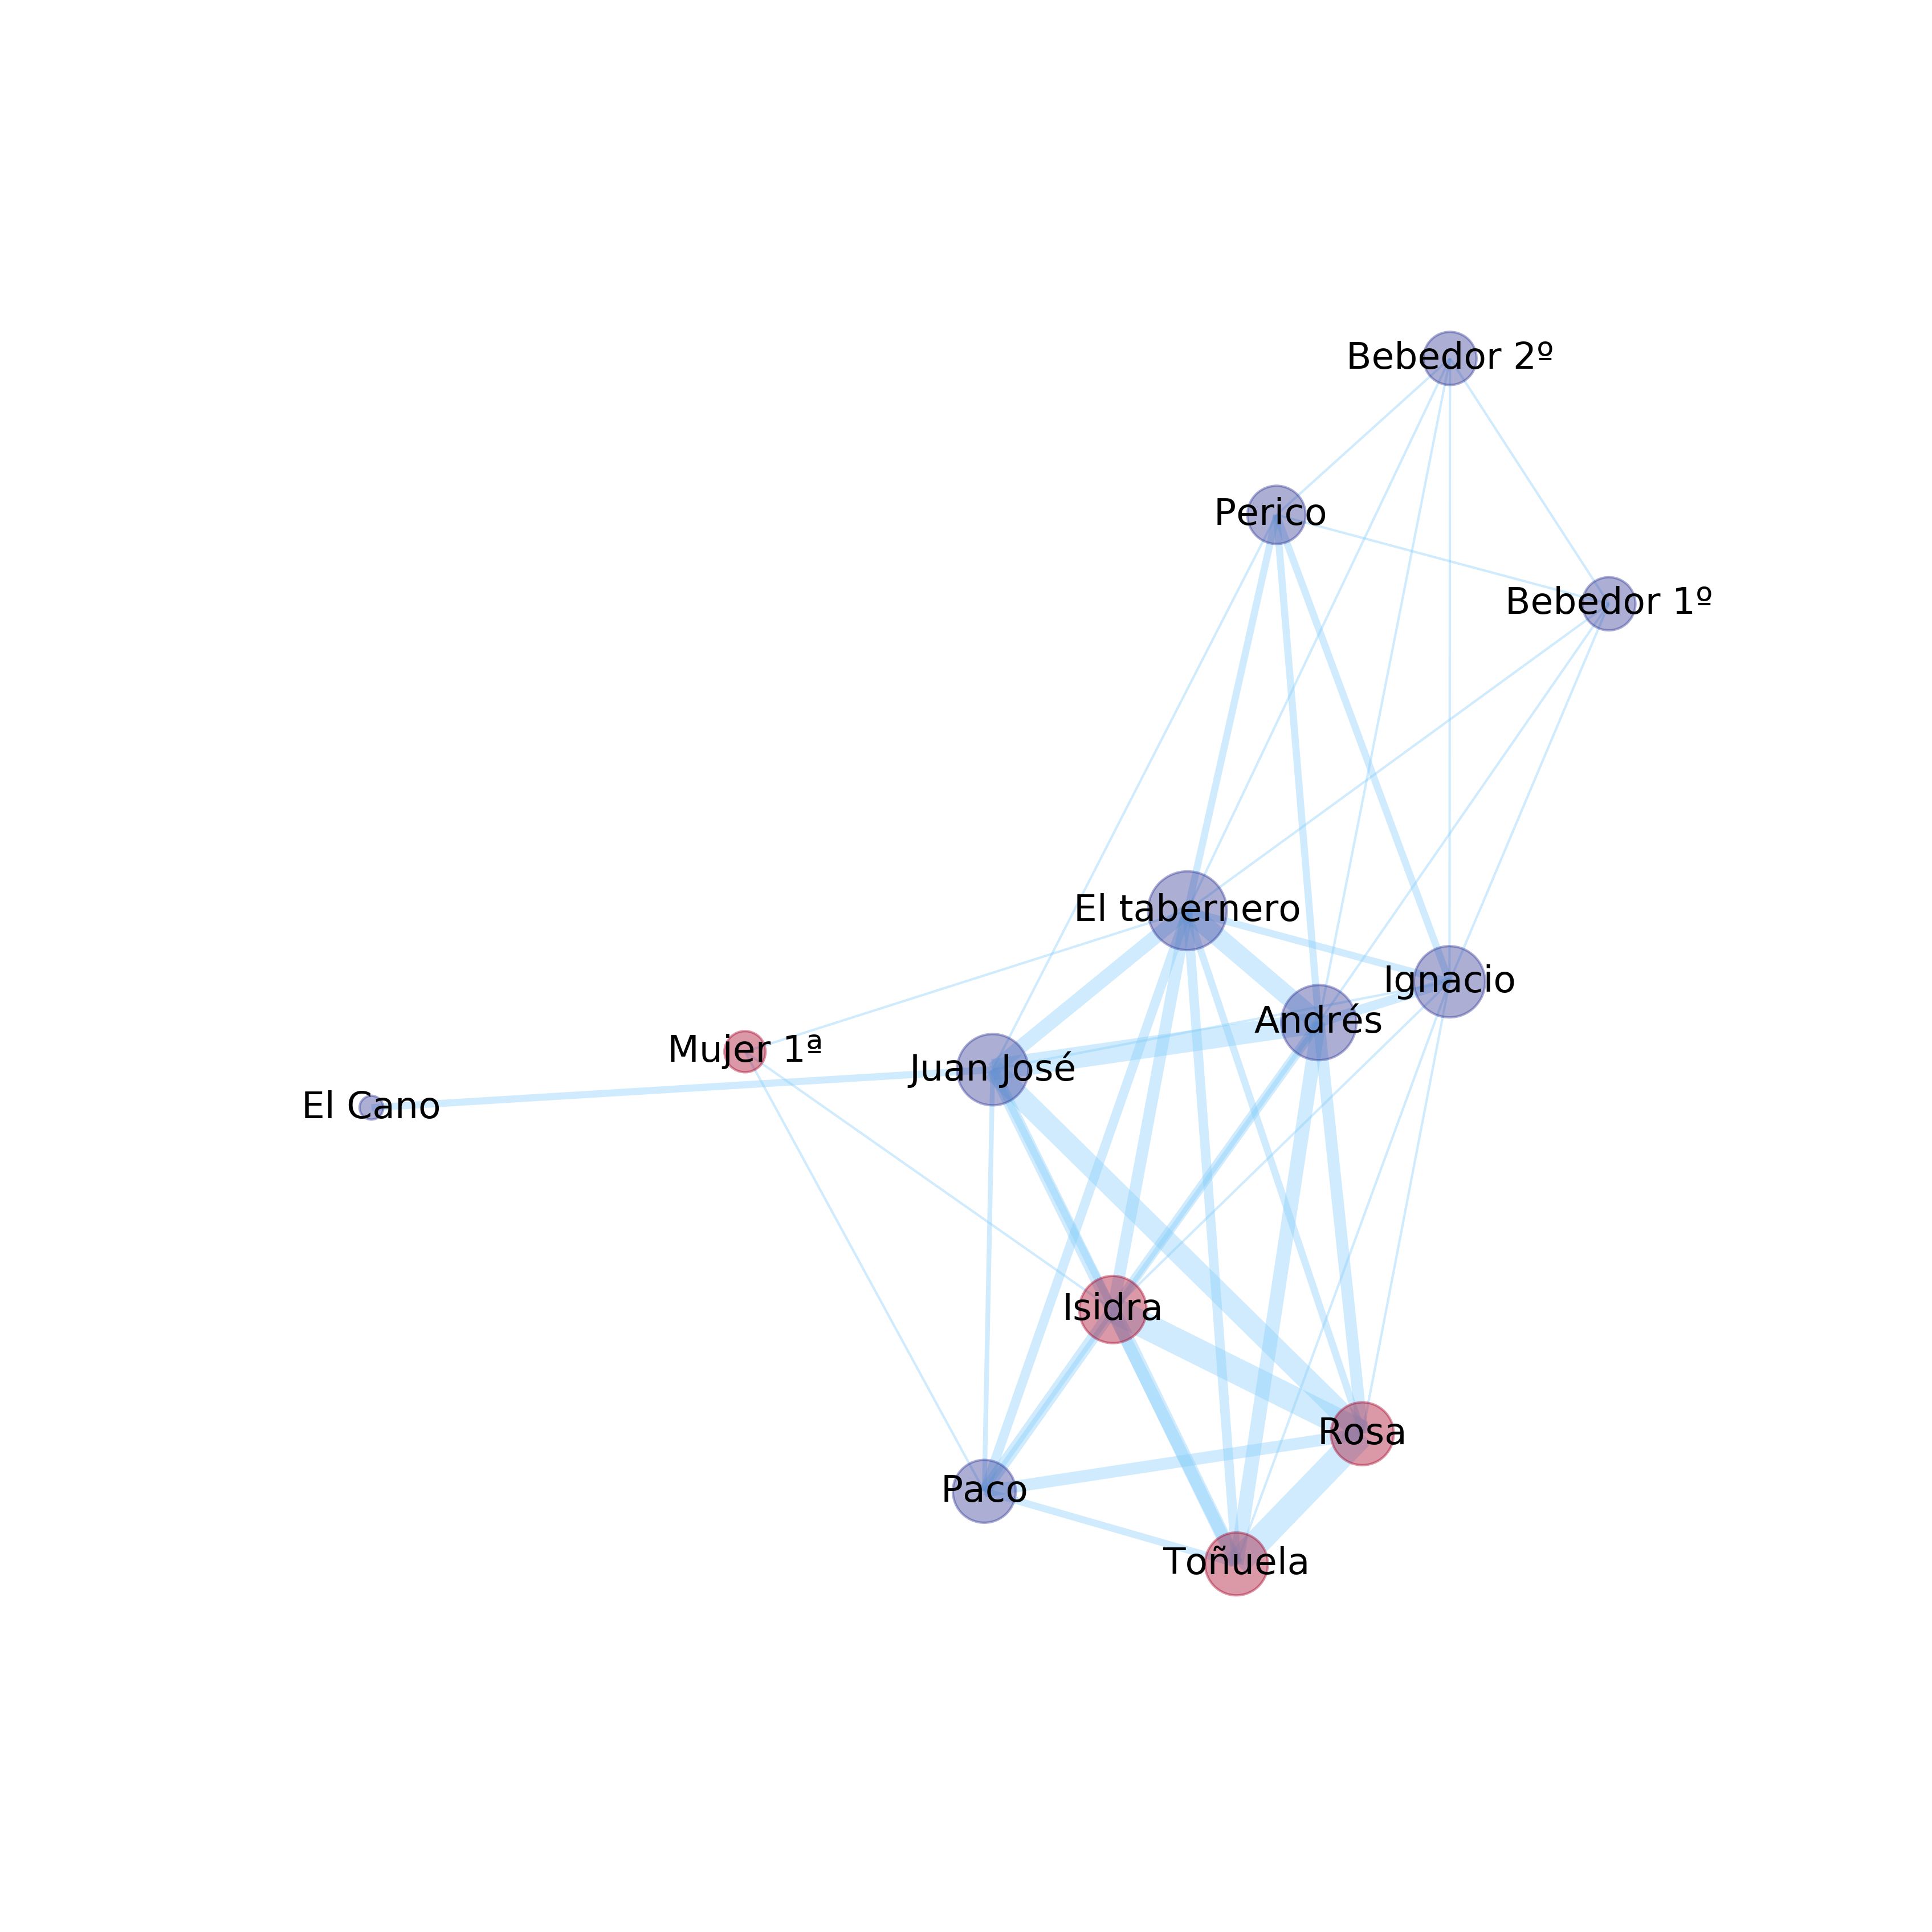 Bebedor 2º
Perico
Bebedor 1º
El tabernero
Ignacio
Andrés
Mujer 1ª
Juan José
El Cano
Isidra
Rosa
Paco
Toñuela